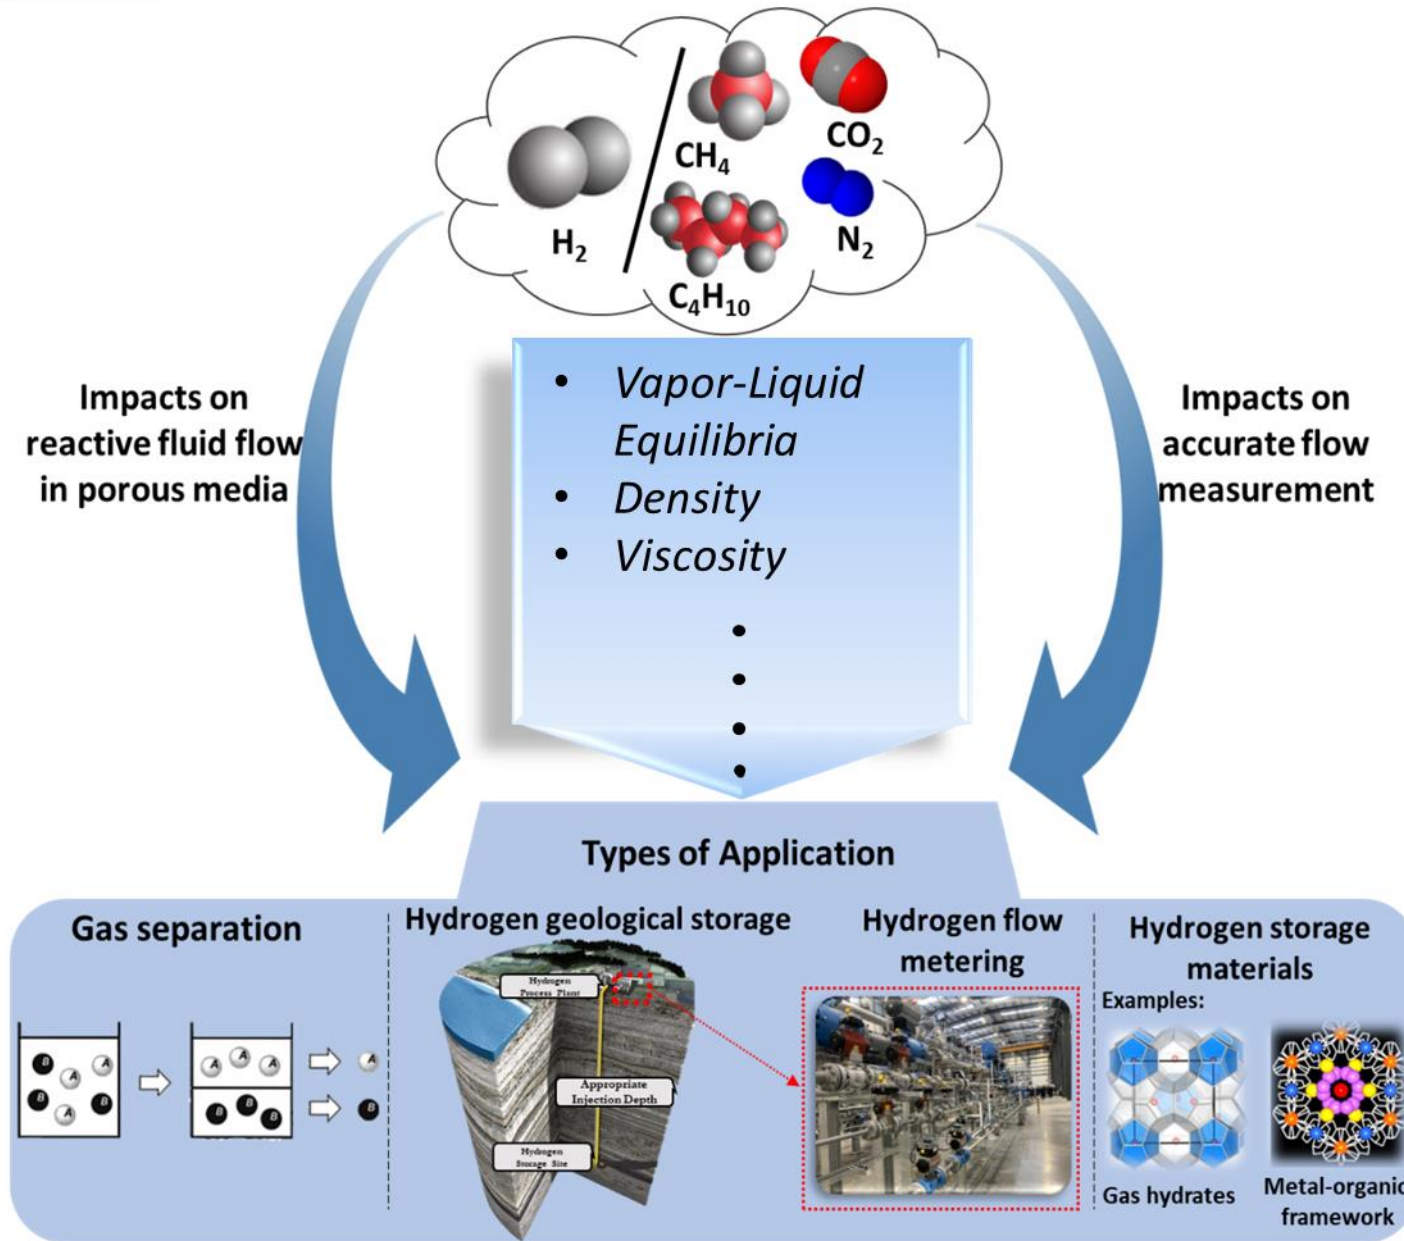 H2
CH4
CO2
N2
C4H10
Impacts on
reactive fluid flow
in porous media
• Vapor-Liquid
Equilibria
• Density
• Viscosity
Impacts on
accurate flow
measurement
Types of Application
Gas separation
B
A
A
B
B
A
A
A
A
B
B
B
A
B
Hydrogen geological storage
Hydrogen
Process Plant
Appropriate
Injection Depth
Hydrogen
Storage Site
Hydrogen flow
metering
Hydrogen storage
materials
Examples:
Gas hydrates
Metal-organic
framework